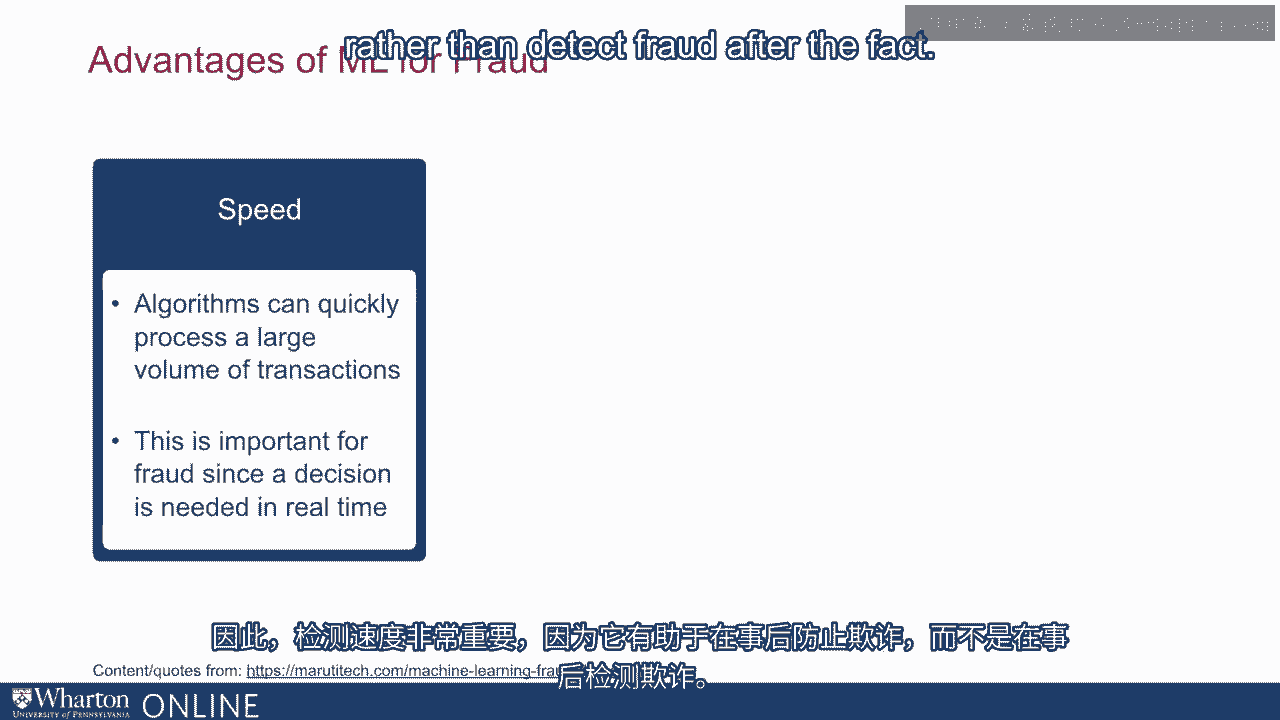 rather than detect fraud after the fact.
Advantages of ML for Fraud
Speed
• Algorithms can quickly
process a large
volume of transactions
• This is important for
fraud since a decision
is needed in real time
因此，检测速度非常重要，因为它有助于在事后防止欺诈，而不是在事
后检测欺诈。
Content/quotes from: https://marutitech.com/machine-learning-fra
Wharton
UNIVERSITY of PENNSYLVANIA
ONLINE